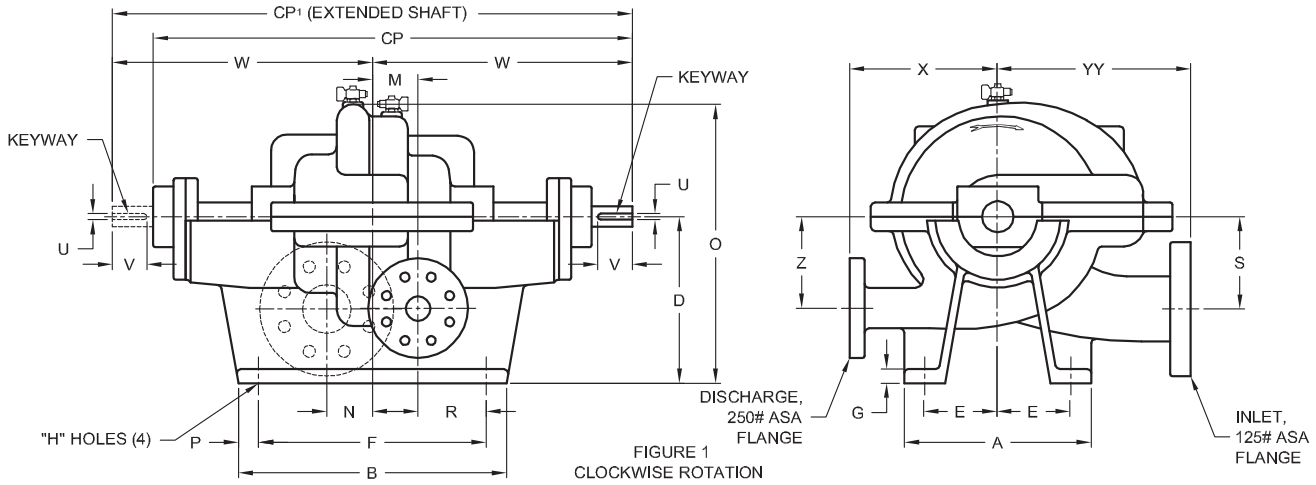 CP1 (EXTENDED SHAFT)
CP
W
W
M
KEYWAY
KEYWAY
U
U
V
V
O
D
N
R
P
F
B
"H" HOLES (4)
FIGURE 1
CLOCKWISE ROTATION
X
YY
Z
S
G
E
E
A
DISCHARGE,
250# ASA
FLANGE
INLET,
125# ASA
FLANGE